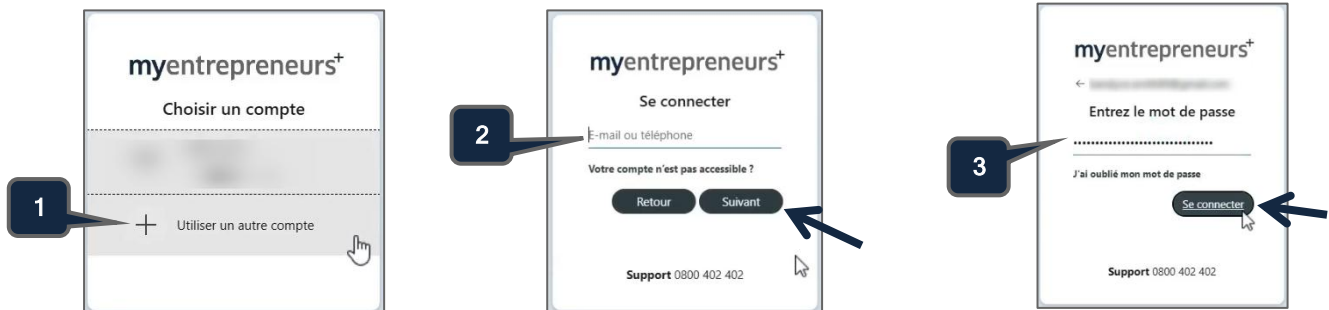 myentrepreneurs+
Choisir un compte
1
Utiliser un autre compte
myentrepreneurs+
Se connecter
2
E-mail ou téléphone
Votre compte n'est pas accessible ?
Retour
Suivant
Support 0800 402 402
myentrepreneurs+
Entrez le mot de passe
3
J'ai oublié mon mot de passe
Se connecter
Support 0800 402 402